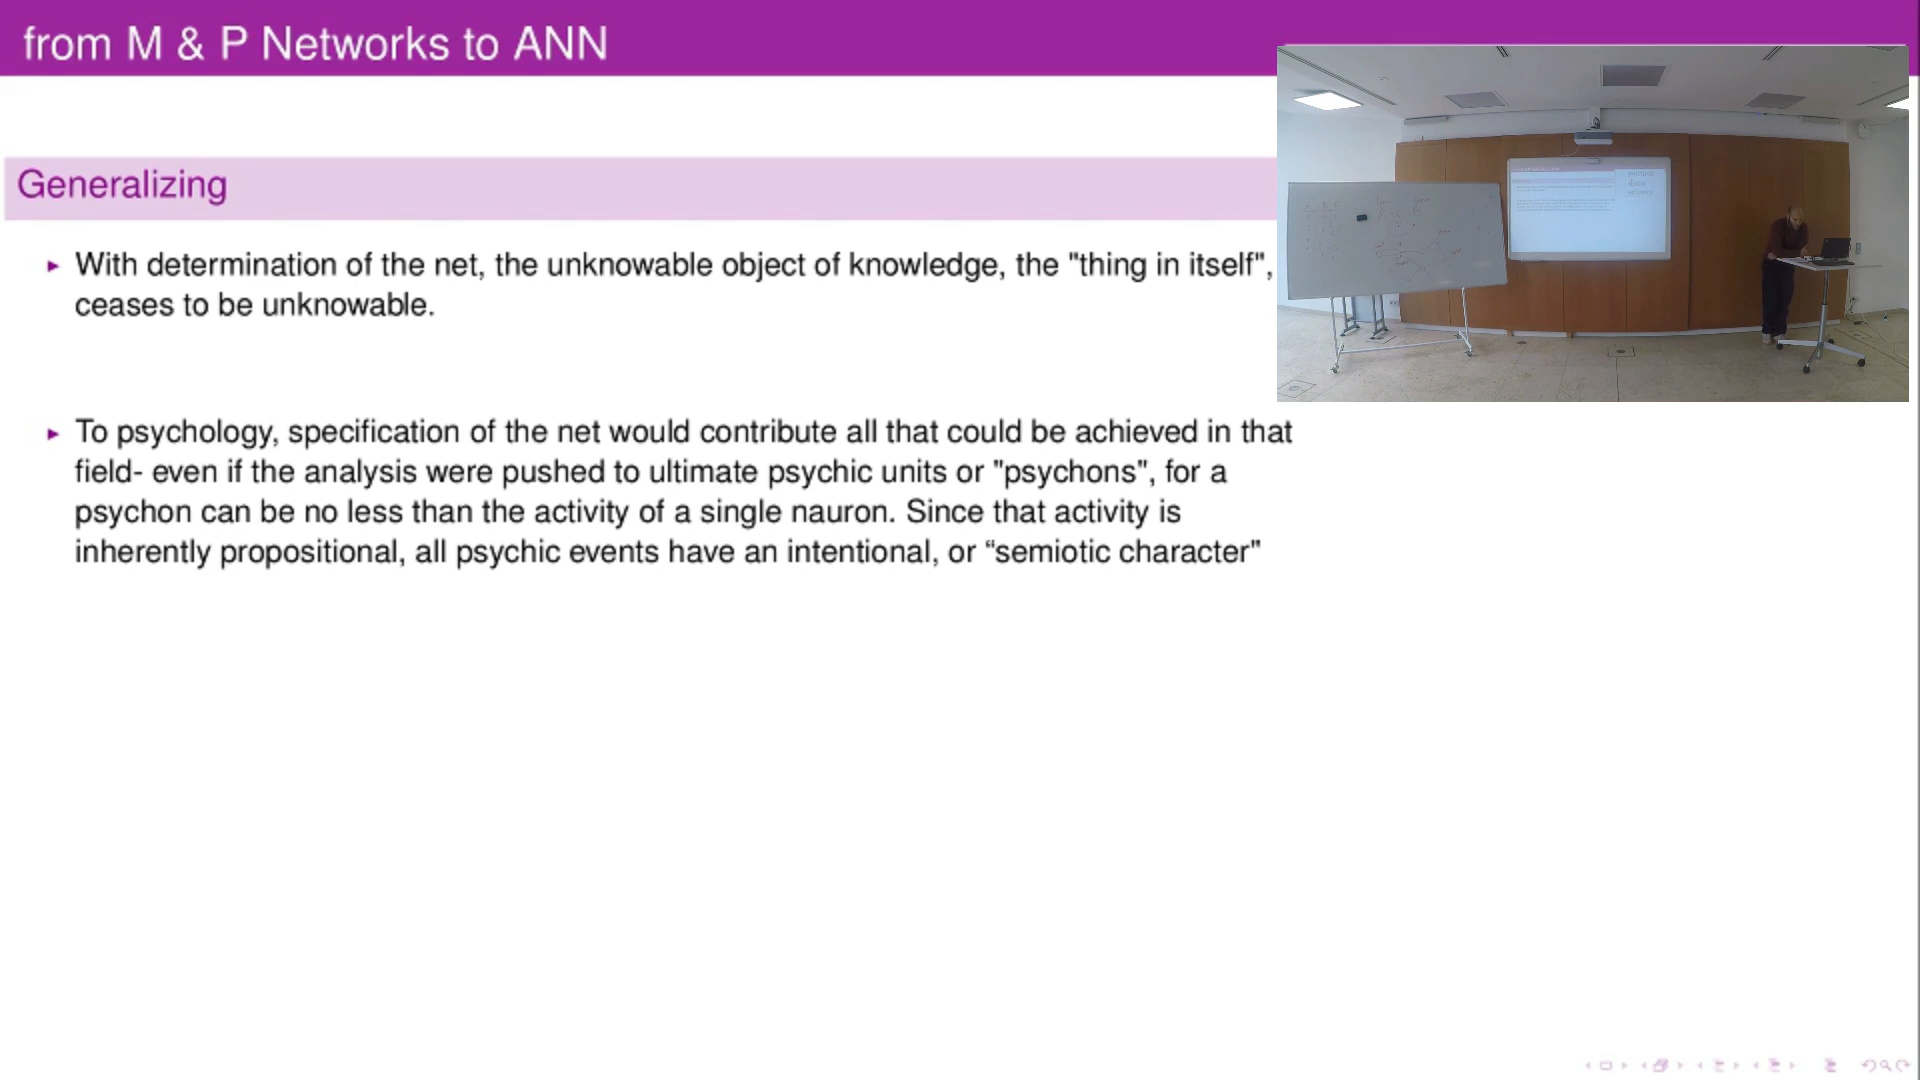 from M & P Networks to ANN
Generalizing
With determination of the net, the unknowable object of knowledge, the "thing in itself",
ceases to be unknowable.
To psychology, specification of the net would contribute all that could be achieved in that
field- even if the analysis were pushed to ultimate psychic units or "psychons", for a
psychon can be no less than the activity of a single nauron. Since that activity is
inherently propositional, all psychic events have an intentional, or “semiotic character"